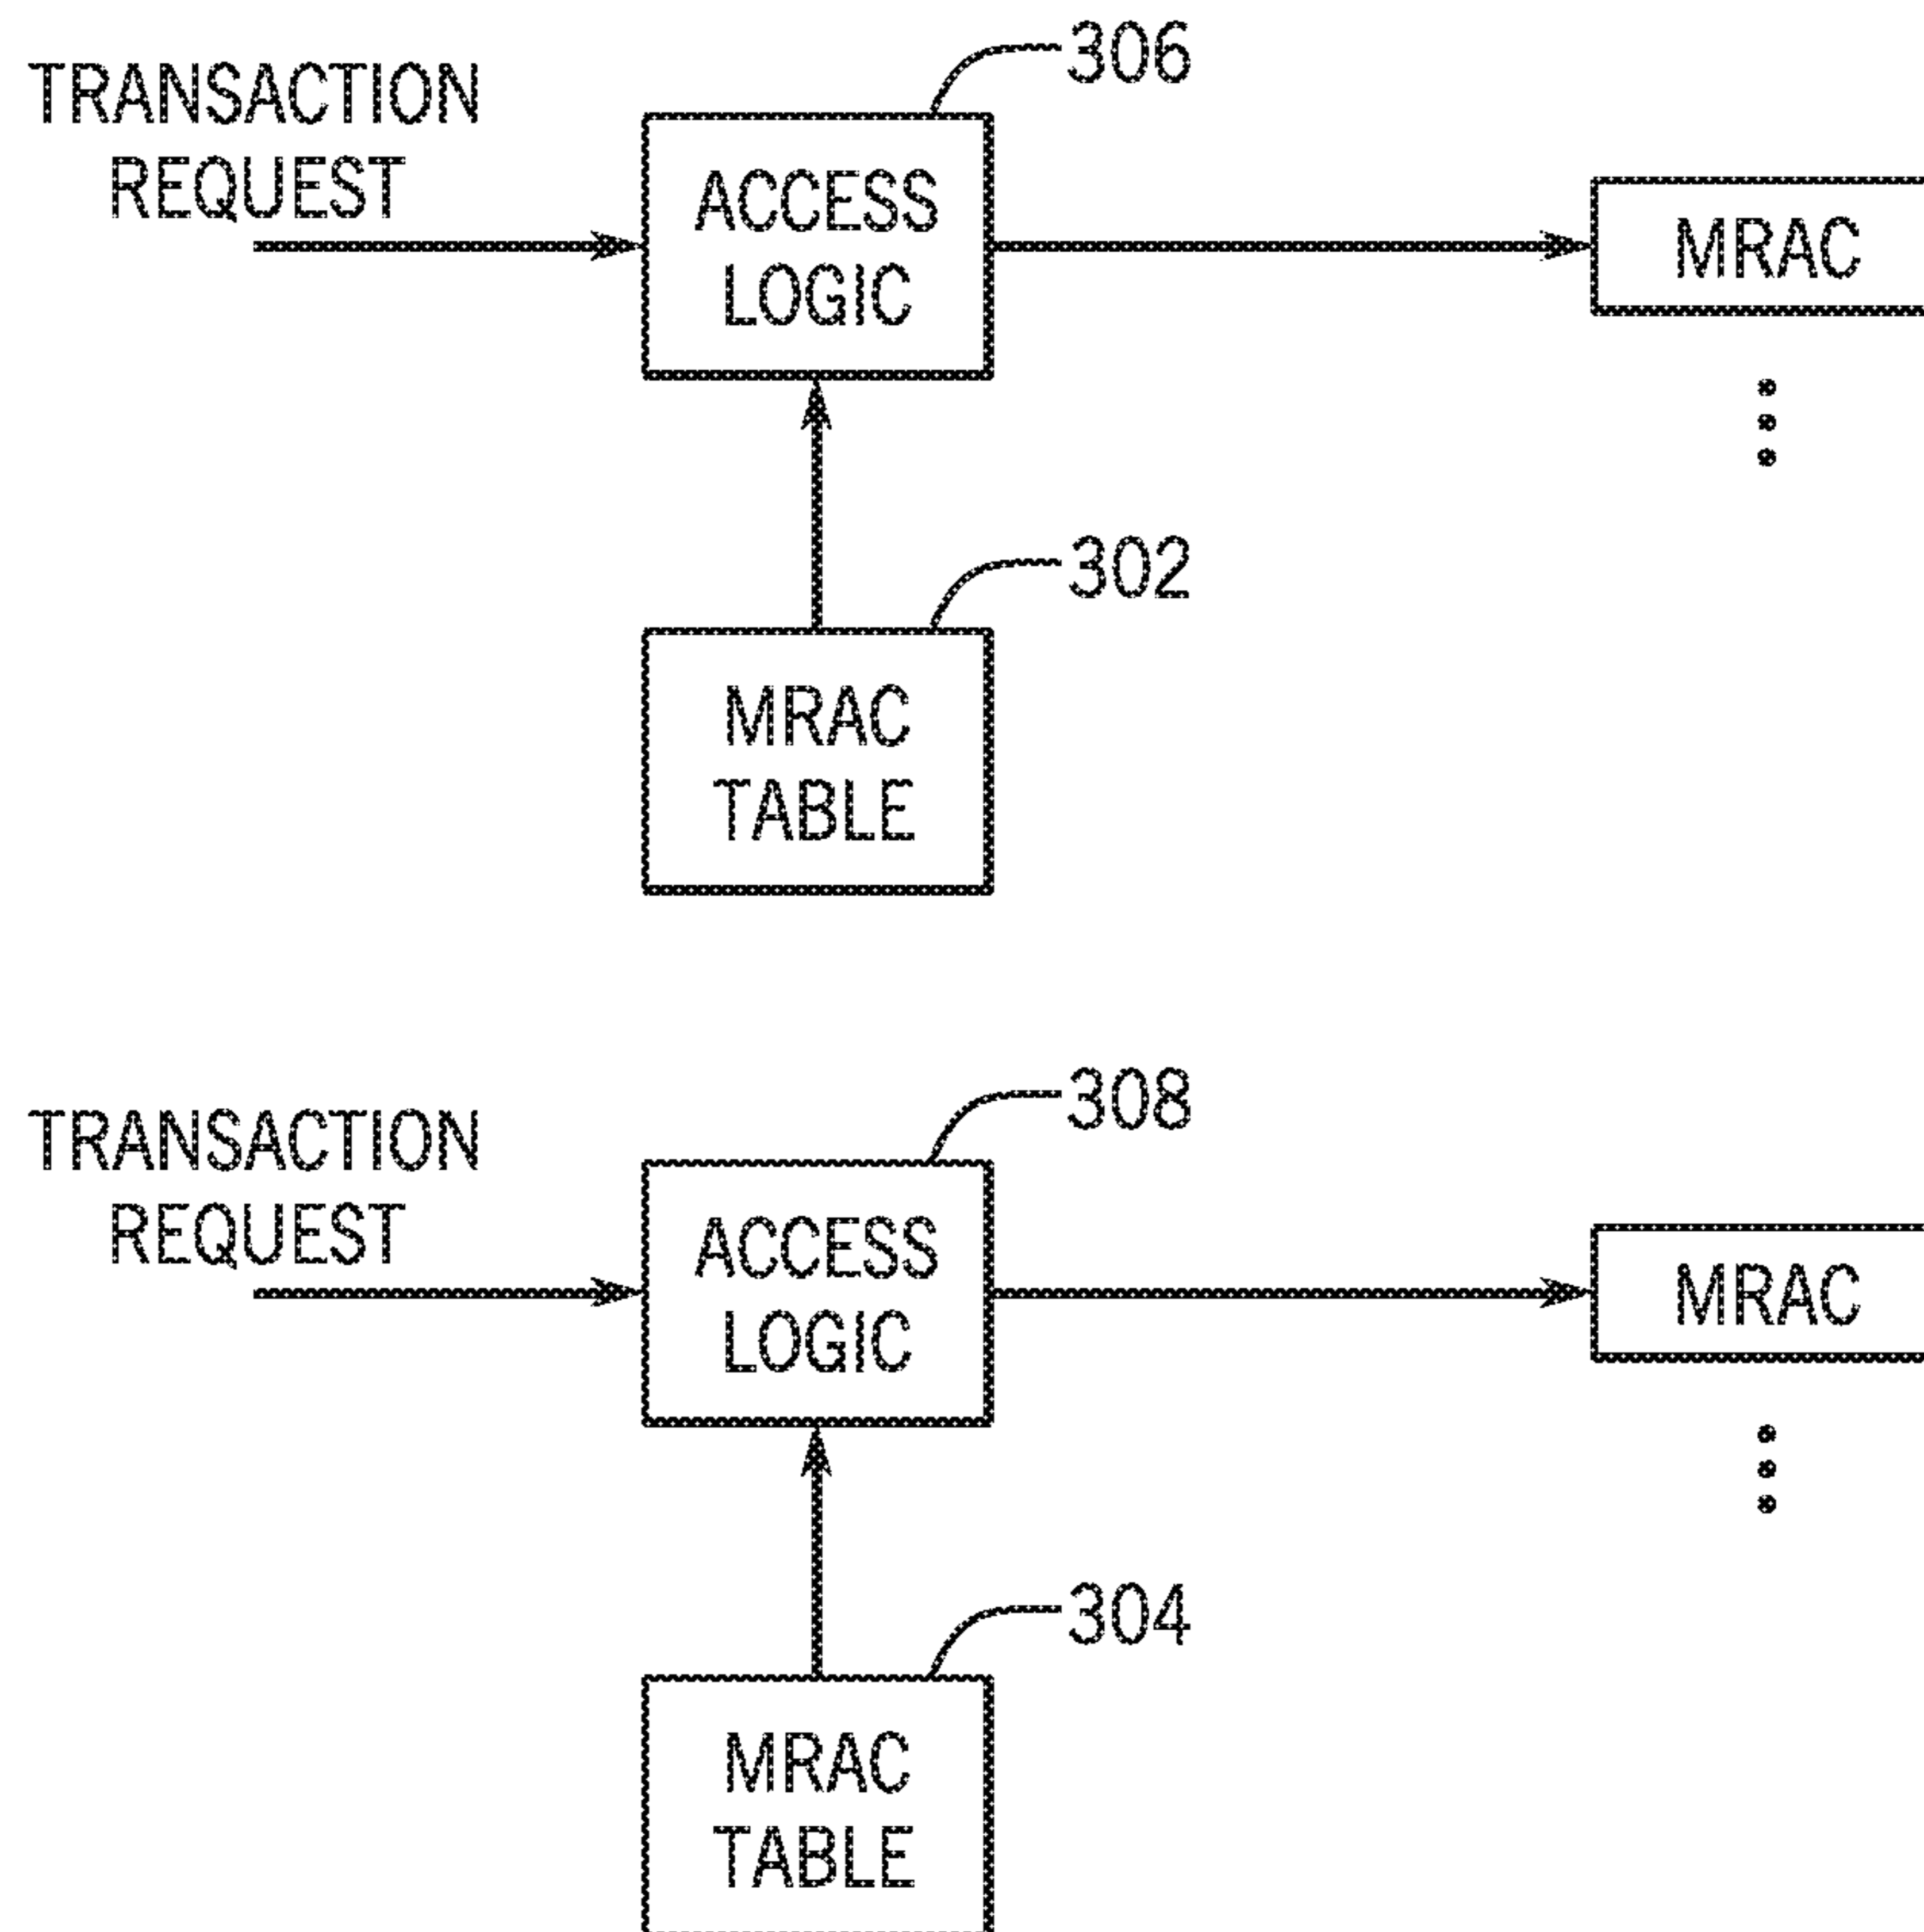 306
TRANSACTION
REQUEST
ACCESS
LOGIC
MRAC
302
MRAC
TABLE
308
TRANSACTION
REQUEST
ACCESS
LOGIC
MRAC
304
MRAC
TABLE